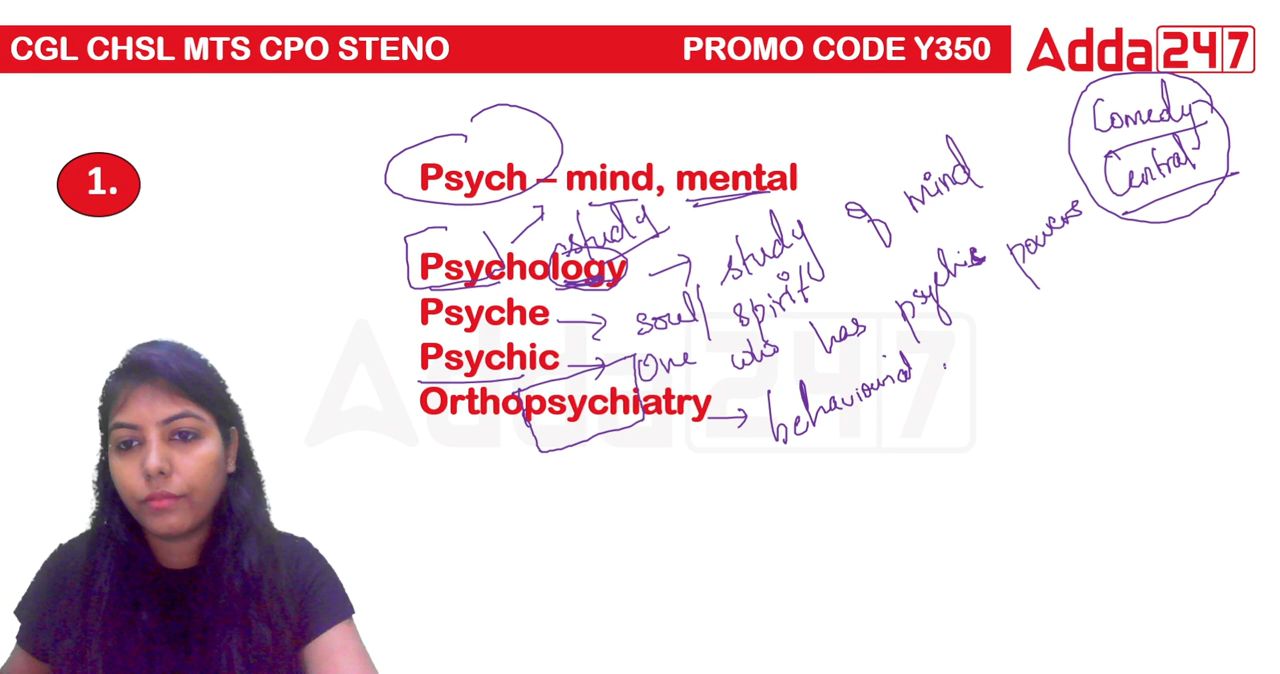 CGL CHSL MTS CPO STENO
PROMO CODE Y350
Adda247
Comedy
Central
1.
Psych – mind, mental
study
Psychology → study of mind
Psyche → soul/ spirit
Psychic → One who has psychic powers
Orthopsychiatry →
Adda247